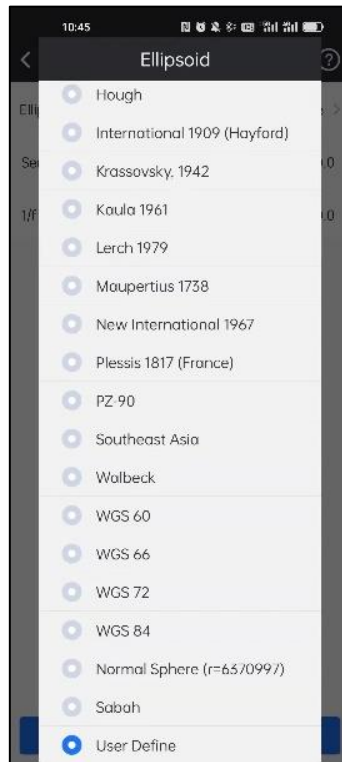 10:45
Ellipsoid
Hough
International 1909 (Hayford)
Krassovsky. 1942
Kaula 1961
Lerch 1979
Maupertius 1738
New International 1967
Plessis 1817 (France)
PZ-90
Southeast Asia
Walbeck
WGS 60
WGS 66
WGS 72
WGS 84
Normal Sphere (r=6370997)
Sabah
User Define